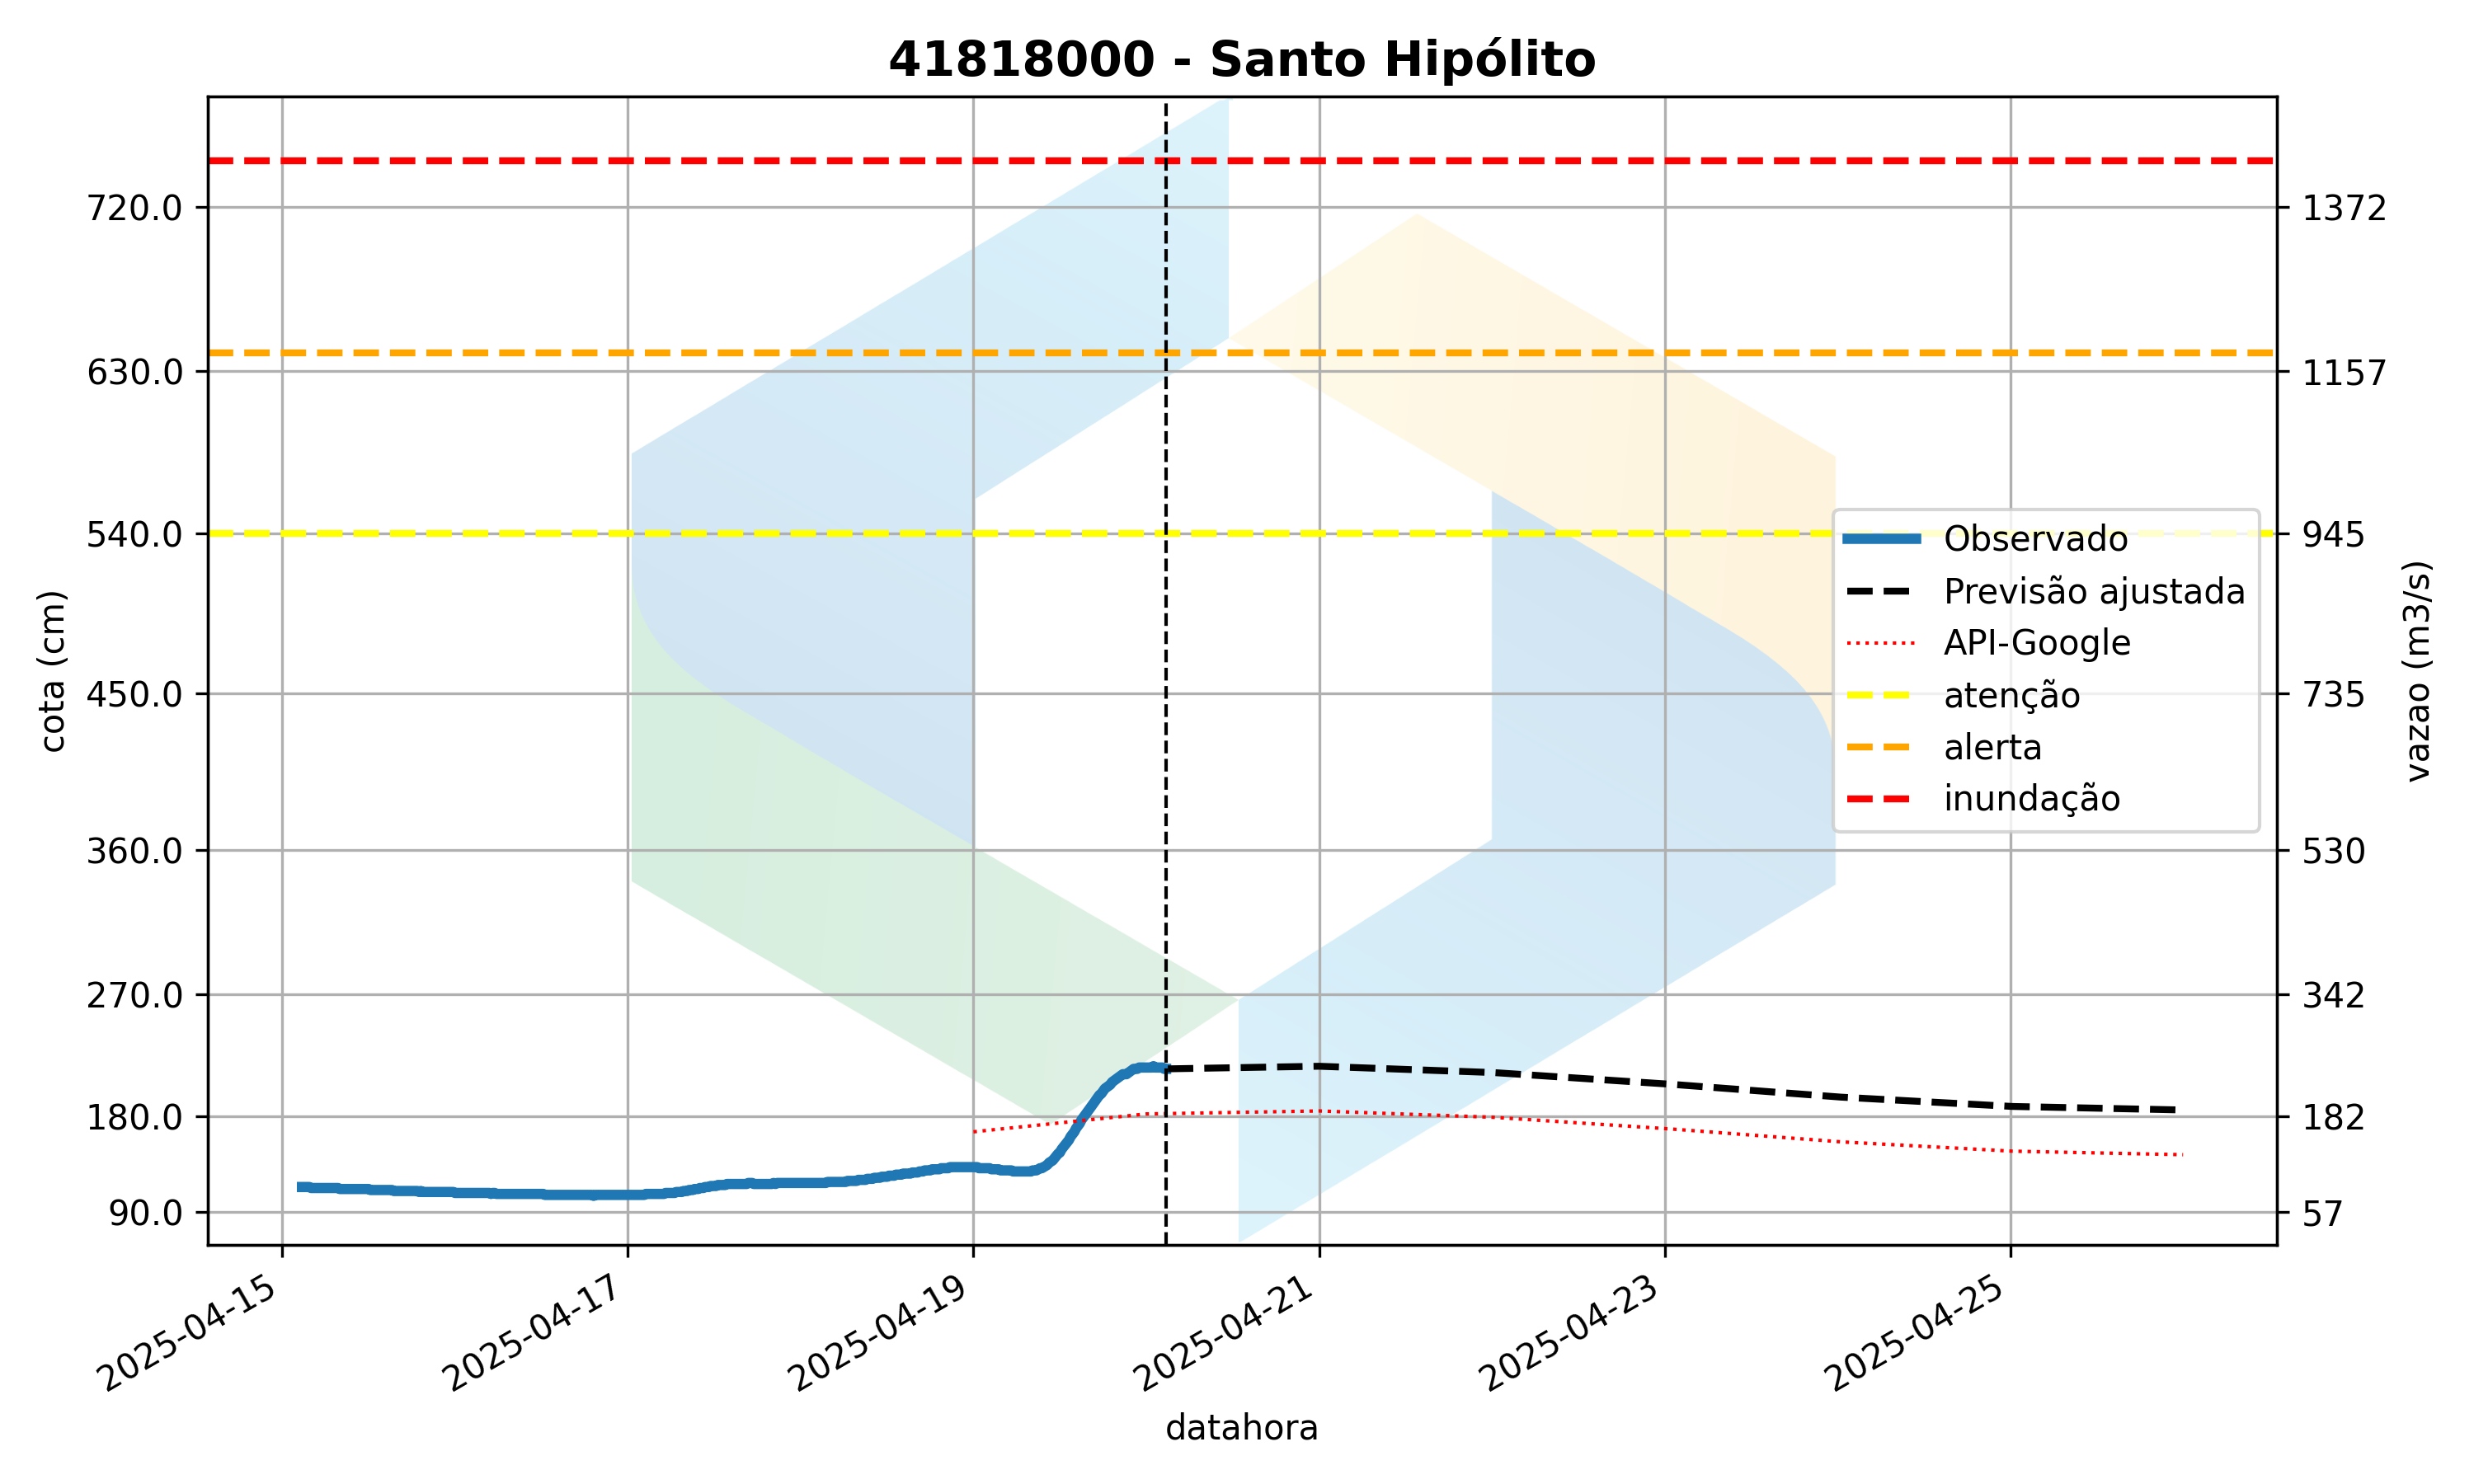 41818000 - Santo Hipólito
720.0
630.0
540.0
450.0
360.0
270.0
180.0
90.0
cota (cm)
1372
1157
945
735
530
342
182
57
vazao (m3/s)
Observado
Previsão ajustada
API-Google
atenção
alerta
inundação
2025-04-15
2025-04-17
2025-04-19
2025-04-21
2025-04-23
2025-04-25
datahora